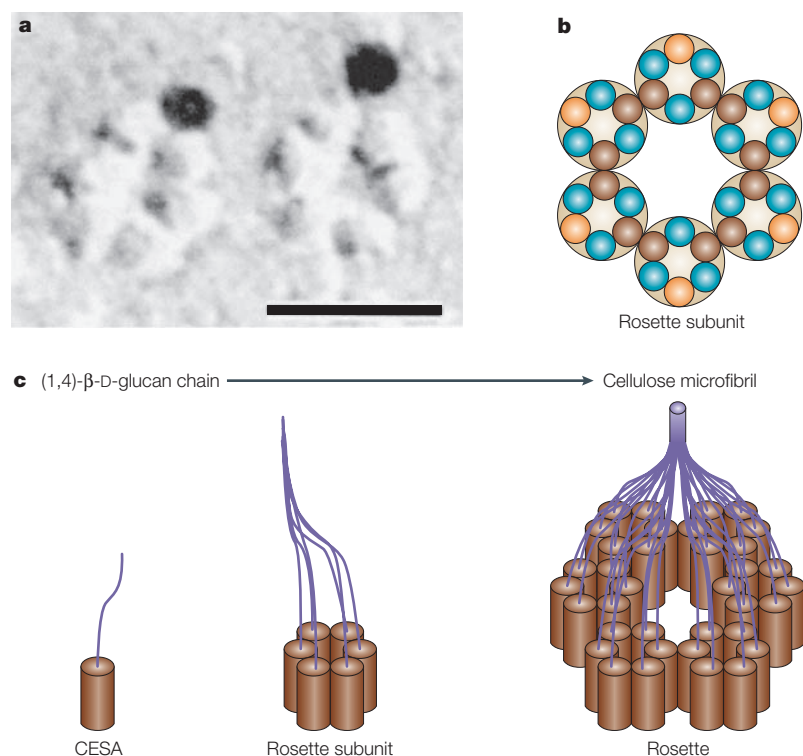 a
b
Rosette subunit
c (1,4)-β-D-glucan chain
Cellulose microfibril
CESA
Rosette subunit
Rosette